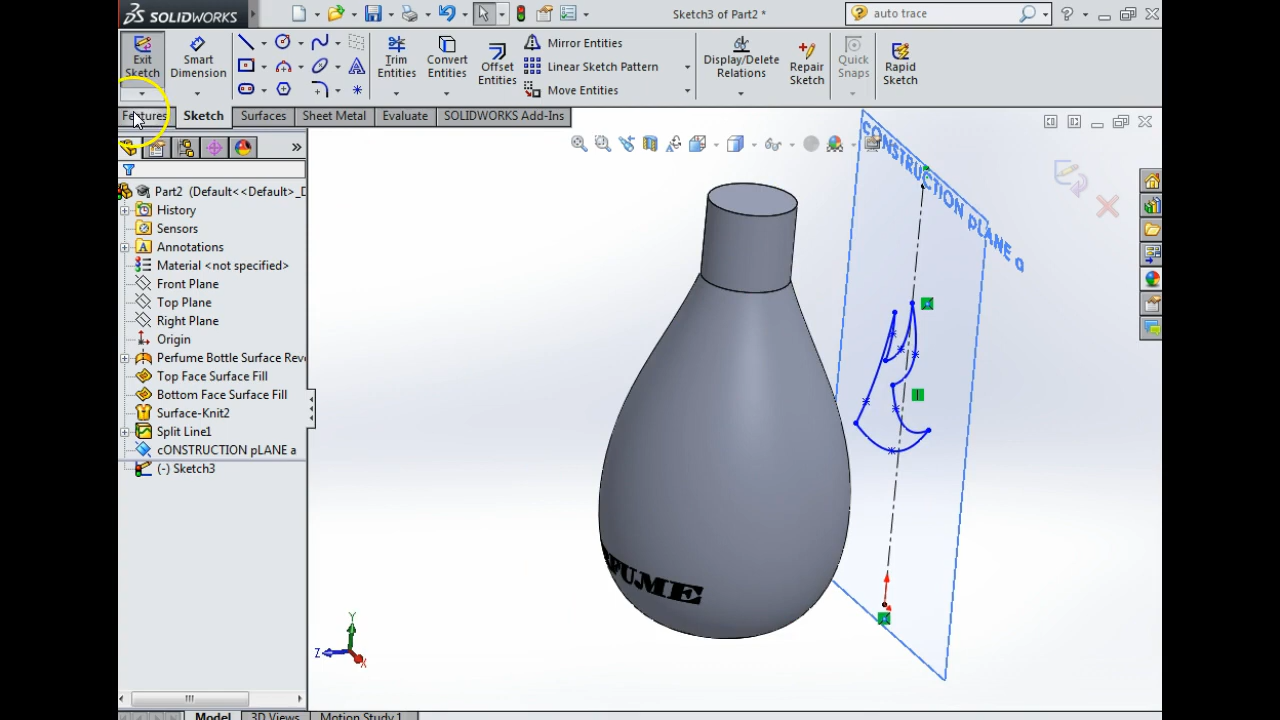 SOLIDWORKS
Sketch3 of Part2 *
auto trace
Exit Sketch
Smart Dimension
Trim Entities
Convert Entities
Offset Entities
Mirror Entities
Linear Sketch Pattern
Move Entities
Display/Delete Relations
Repair Sketch
Quick Snaps
Rapid Sketch
Features
Sketch
Surfaces
Sheet Metal
Evaluate
SOLIDWORKS Add-Ins
Part2 (Default<<Default>_D
History
Sensors
Annotations
Material <not specified>
Front Plane
Top Plane
Right Plane
Origin
Perfume Bottle Surface Reve
Top Face Surface Fill
Bottom Face Surface Fill
Surface-Knit2
Split Line1
cONSTRUCTION pLANE a
(-) Sketch3
cONSTRUCTION pLANE a
FUME
Y
Z
X
Model
3D Views
Motion Study 1